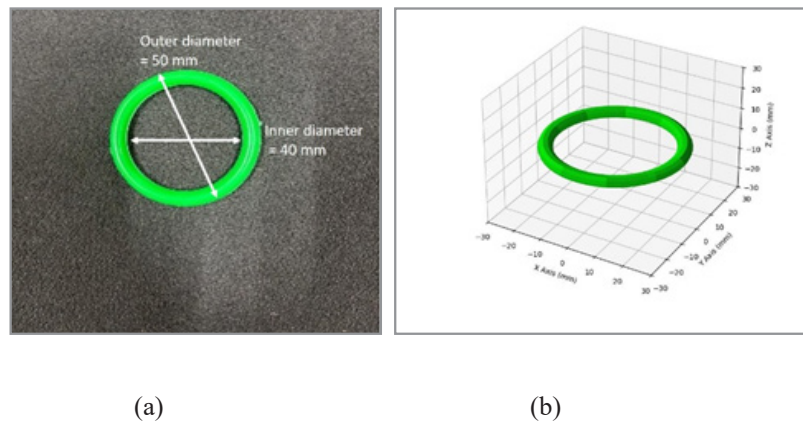 Outer diameter
= 50 mm
Inner diameter
= 40 mm
30
20
10
0
−10
−20
−30
Z Axis (mm)
30
20
10
0
−10
−20
−30
Y Axis (mm)
−30
−20
−10
0
10
20
30
X Axis (mm)
(a)
(b)